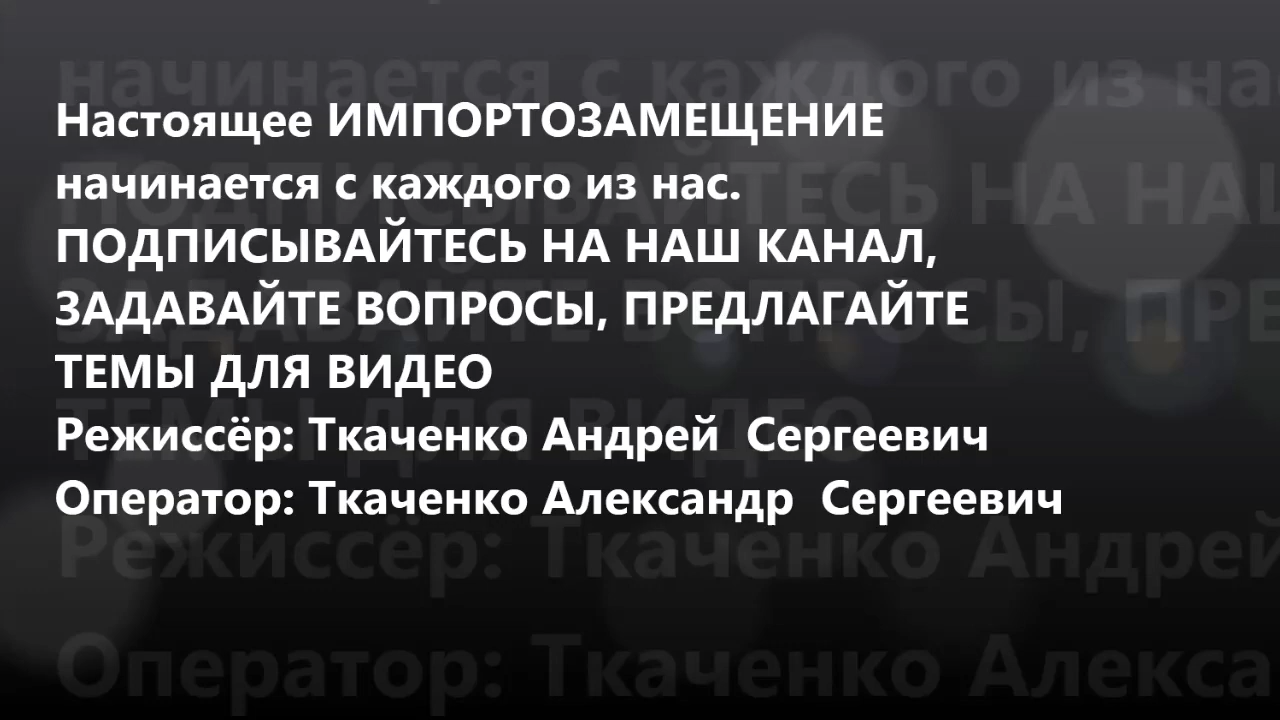 Настоящее ИМПОРТОЗАМЕЩЕНИЕ
начинается с каждого из нас.
ПОДПИСЫВАЙТЕСЬ НА НАШ КАНАЛ,
ЗАДАВАЙТЕ ВОПРОСЫ, ПРЕДЛАГАЙТЕ
ТЕМЫ ДЛЯ ВИДЕО
Режиссёр: Ткаченко Андрей  Сергеевич
Оператор: Ткаченко Александр  Сергеевич